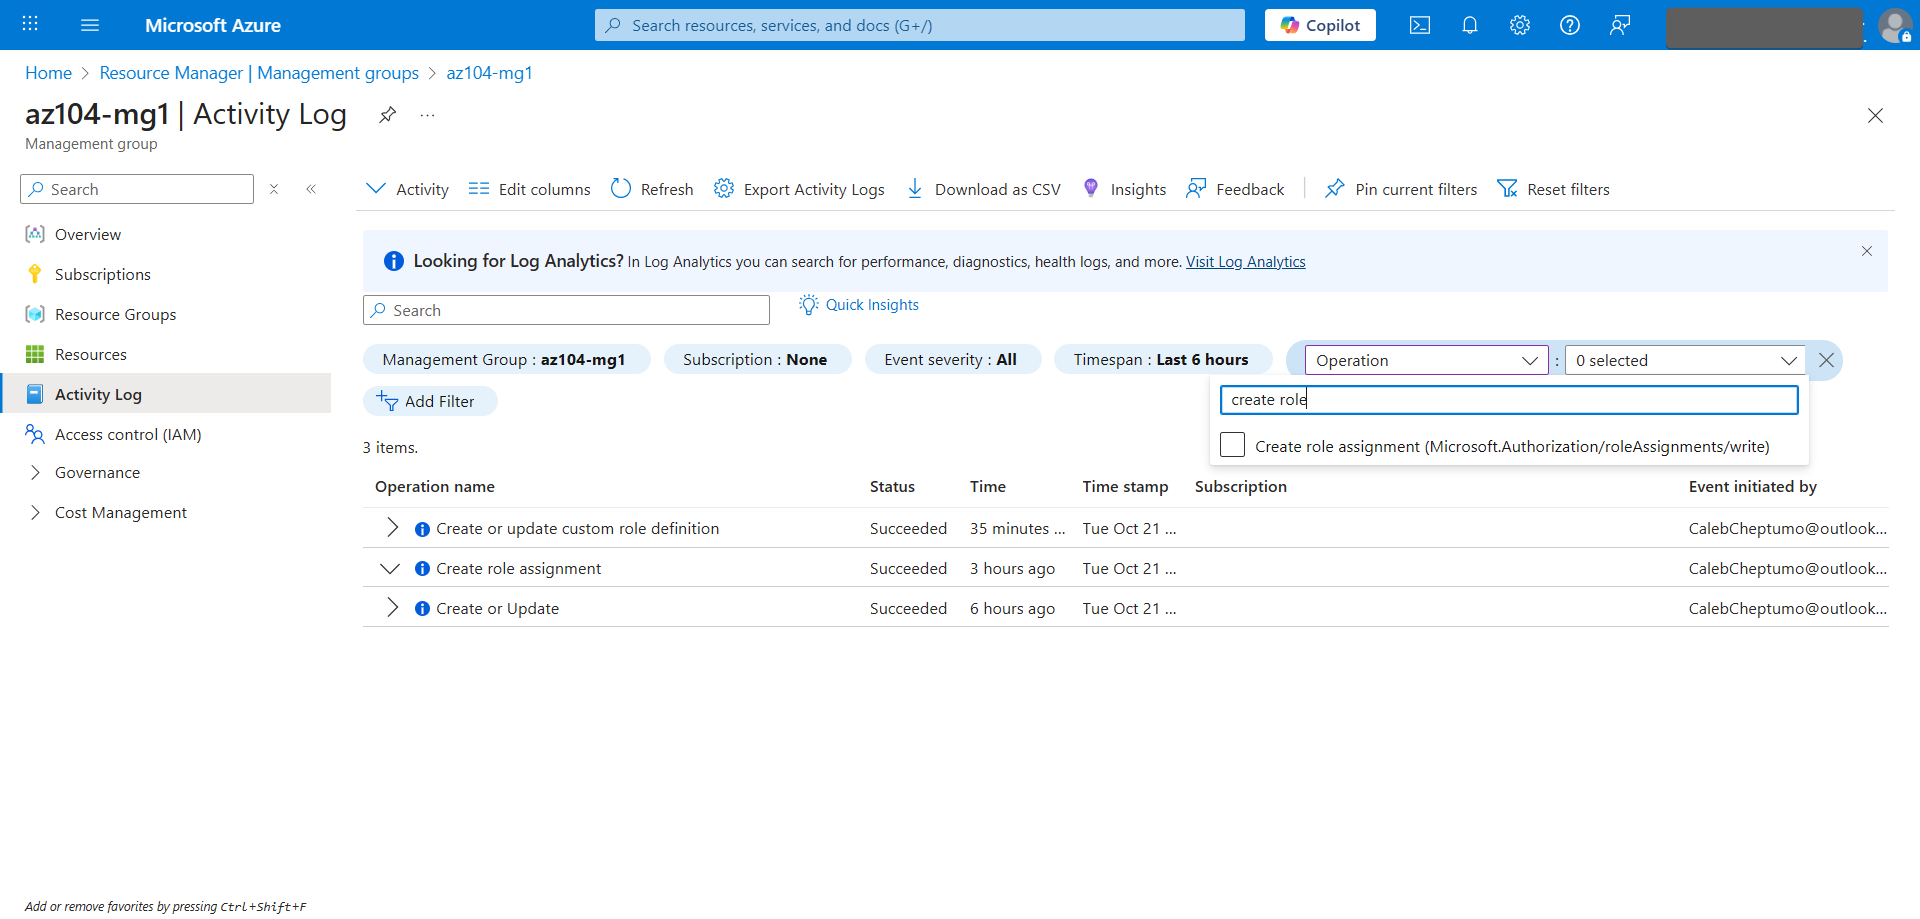 Microsoft Azure
Search resources, services, and docs (G+/)
Copilot
Home > Resource Manager | Management groups > az104-mg1
az104-mg1 | Activity Log
...
Management group
Search
Activity
Edit columns
Refresh
Export Activity Logs
Download as CSV
Insights
Feedback
Pin current filters
Reset filters
Overview
Subscriptions
Resource Groups
Resources
Activity Log
Access control (IAM)
Governance
Cost Management
Looking for Log Analytics? In Log Analytics you can search for performance, diagnostics, health logs, and more. Visit Log Analytics
Search
Quick Insights
Management Group : az104-mg1
Subscription : None
Event severity : All
Timespan : Last 6 hours
Operation : 0 selected
Add Filter
create role
Create role assignment (Microsoft.Authorization/roleAssignments/write)
3 items.
Operation name Status Time Time stamp Subscription Event initiated by
Create or update custom role definition Succeeded 35 minutes ... Tue Oct 21 ... CalebCheptumo@outlook...
Create role assignment Succeeded 3 hours ago Tue Oct 21 ... CalebCheptumo@outlook...
Create or Update Succeeded 6 hours ago Tue Oct 21 ... CalebCheptumo@outlook...
Add or remove favorites by pressing Ctrl+Shift+F